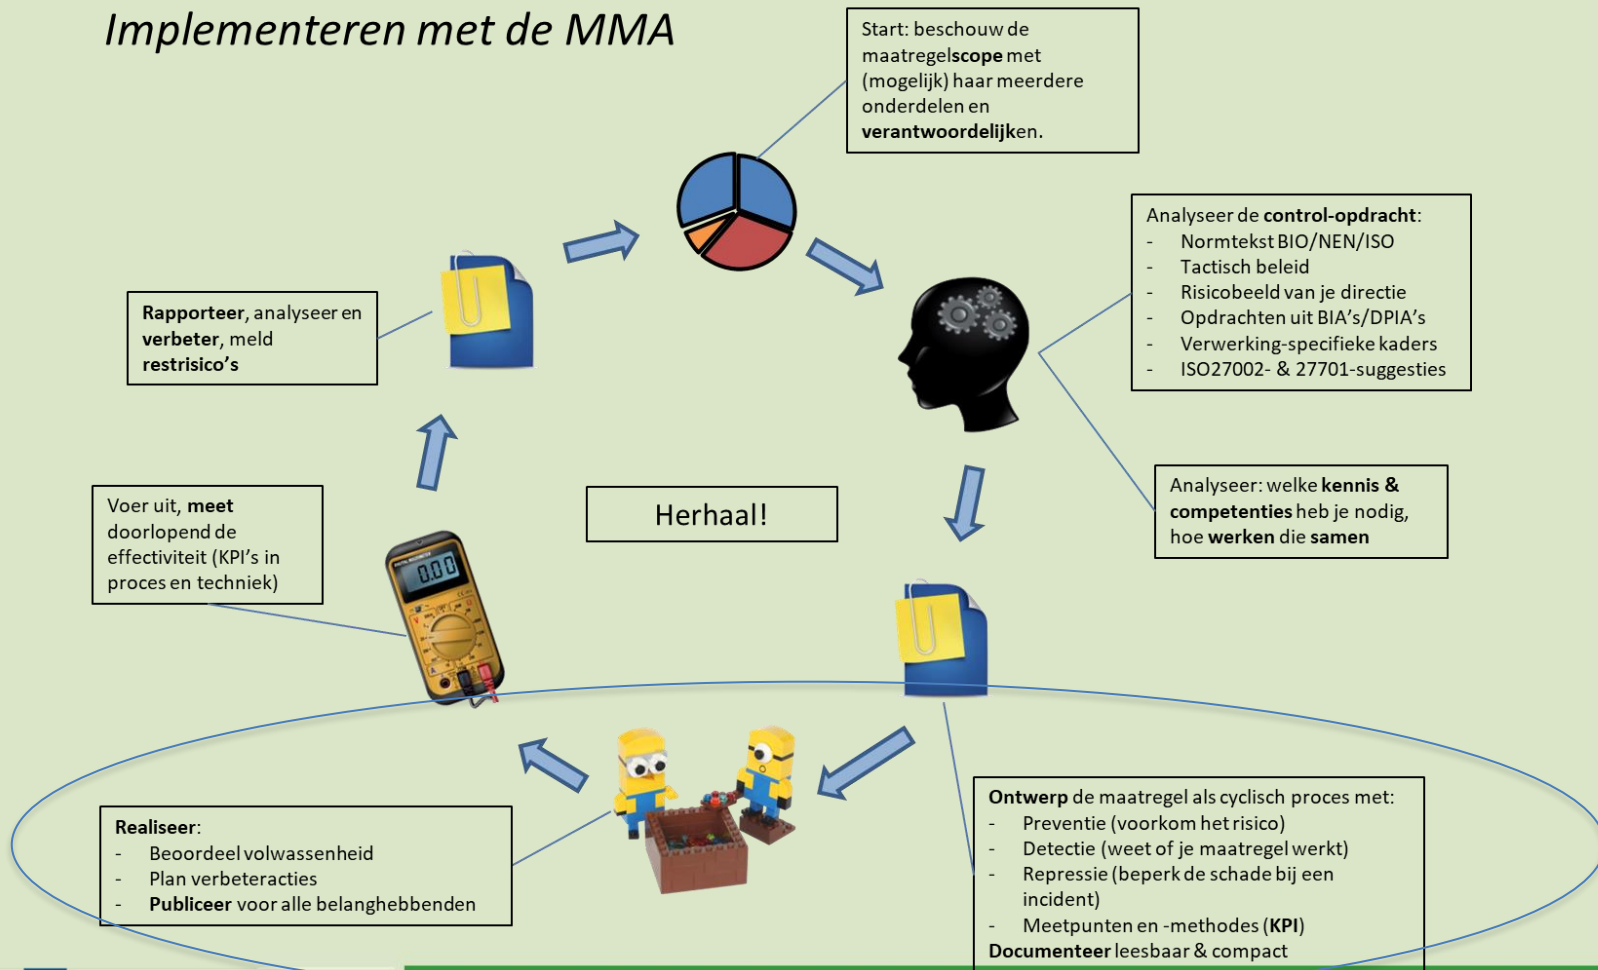 Implementeren met de MMA
Start: beschouw de
maatregelscope met
(mogelijk) haar meerdere
onderdelen en
verantwoordelijken.
Analyseer de control-opdracht:
- Normtekst BIO/NEN/ISO
- Tactisch beleid
- Risicobeeld van je directie
- Opdrachten uit BIA's/DPIA's
- Verwerking-specifieke kaders
- ISO27002- & 27701-suggesties
Analyseer: welke kennis &
competenties heb je nodig,
hoe werken die samen
Ontwerp de maatregel als cyclisch proces met:
- Preventie (voorkom het risico)
- Detectie (weet of je maatregel werkt)
- Repressie (beperk de schade bij een
incident)
- Meetpunten en -methodes (KPI)
Documenteer leesbaar & compact
Realiseer:
- Beoordeel volwassenheid
- Plan verbeteracties
- Publiceer voor alle belanghebbenden
Voer uit, meet
doorlopend de
effectiviteit (KPI's in
proces en techniek)
0.00
Rapporteer, analyseer en
verbeter, meld
restrisico's
Herhaal!